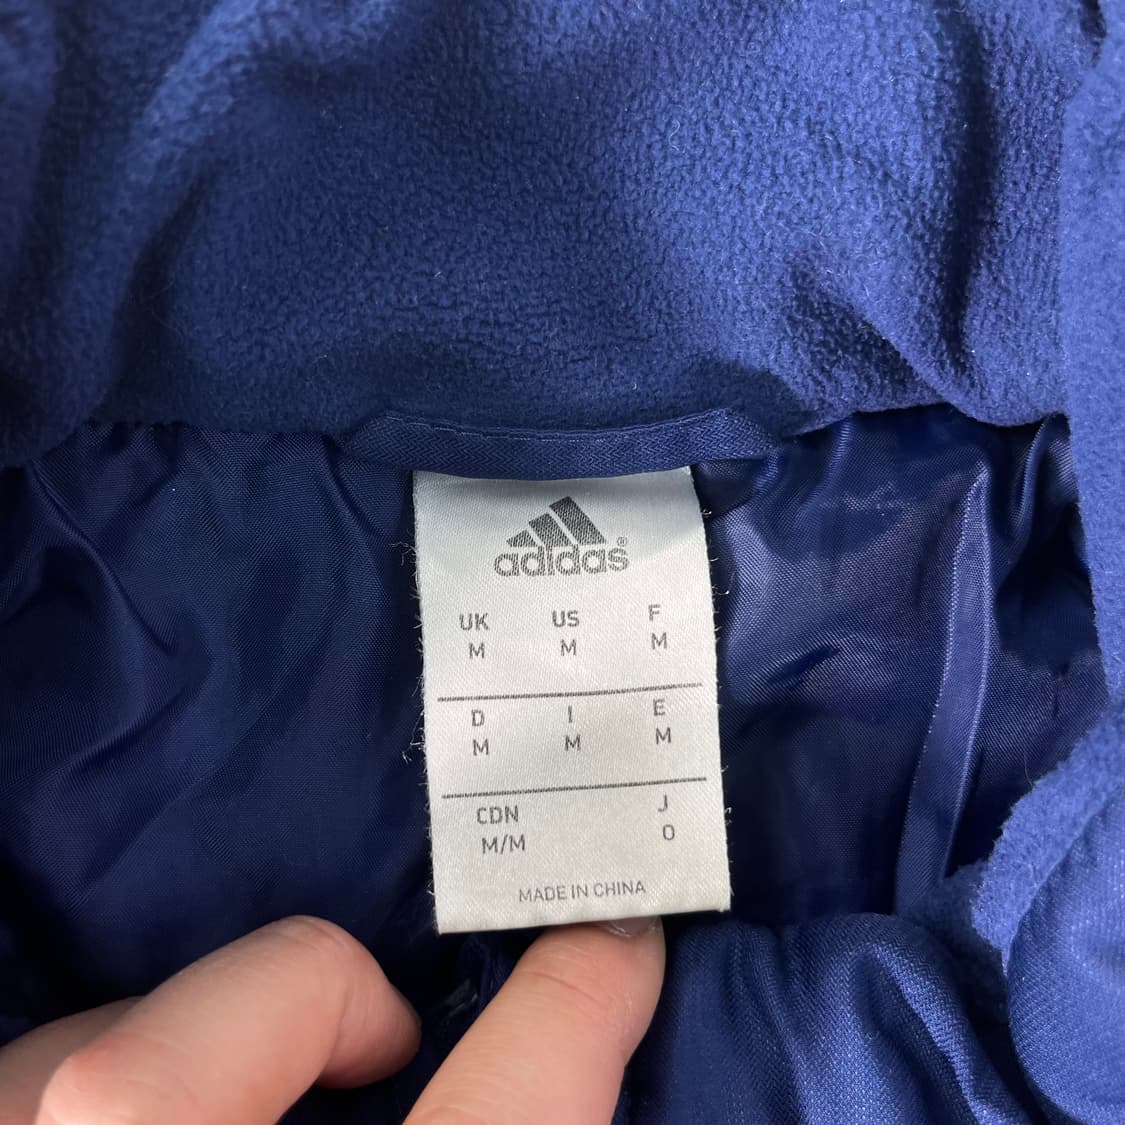 adidas®
UK US F
M M M
D I E
M M M
CDN J
M/M O
MADE IN CHINA